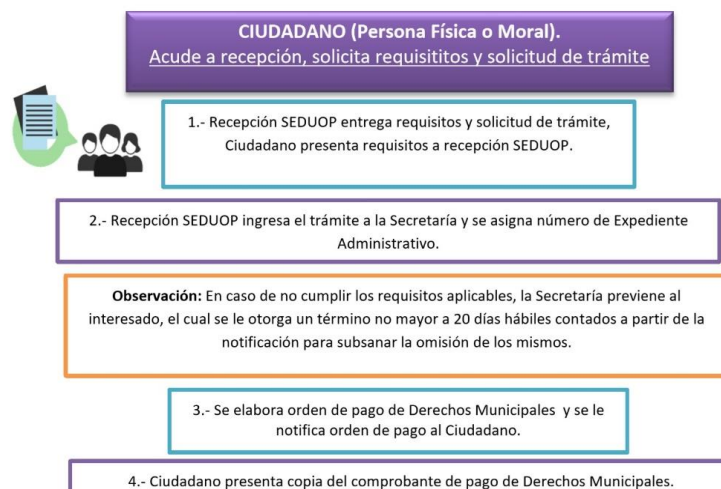 CIUDADANO (Persona Física o Moral).
Acude a recepción, solicita requisititos y solicitud de trámite
1.- Recepción SEDUOP entrega requisitos y solicitud de trámite,
Ciudadano presenta requisitos a recepción SEDUOP.
2.- Recepción SEDUOP ingresa el trámite a la Secretaría y se asigna número de Expediente
Administrativo.
Observación: En caso de no cumplir los requisitos aplicables, la Secretaría previene al
interesado, el cual se le otorga un término no mayor a 20 días hábiles contados a partir de la
notificación para subsanar la omisión de los mismos.
3.- Se elabora orden de pago de Derechos Municipales y se le
notifica orden de pago al Ciudadano.
4.- Ciudadano presenta copia del comprobante de pago de Derechos Municipales.